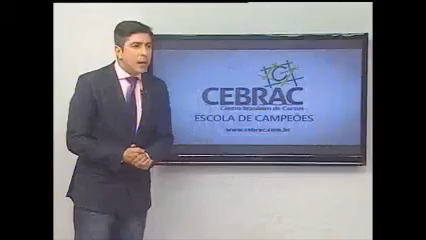 C
CEBRAC
Centro Brasileiro de Cursos
ESCOLA DE CAMPEÕES
www.cebrac.com.br